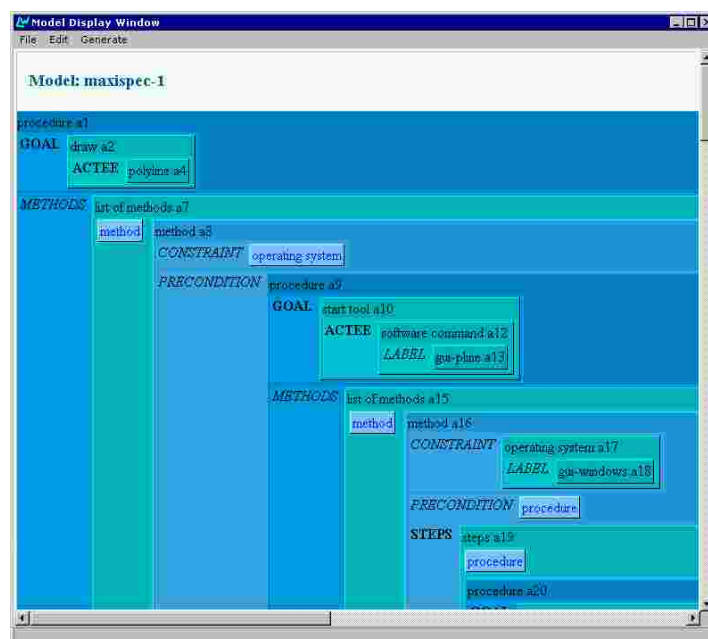 Model Display Window
File Edit Generate
Model: maxispec-1
procedure a1
GOAL draw a2
ACTEE polyline a4
METHODS list of methods a7
method method a8
CONSTRAINT operating system
PRECONDITION procedure a9
GOAL start tool a10
ACTEE software command a12
LABEL gui-pline a13
METHODS list of methods a15
method method a16
CONSTRAINT operating system a17
LABEL gui-windows a18
PRECONDITION procedure
STEPS steps a19
procedure
procedure a20